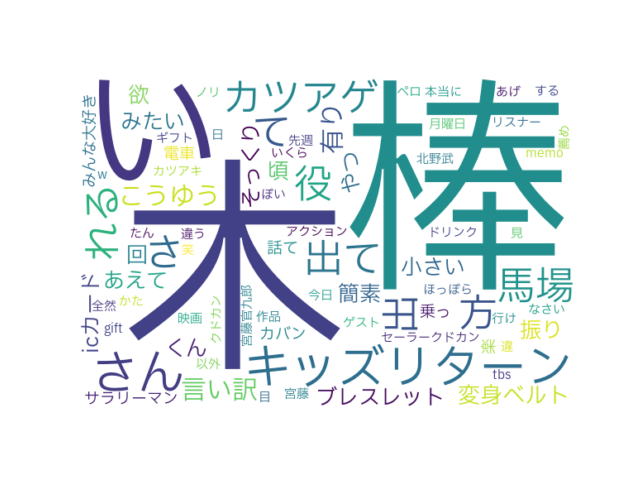 い
木
棒
カツアゲ
キッズリターン
さん
馬場
役
方
丑
出て
て
れる
さ
回
あえて
こうゆう
みたい
欲
ノリ
ギフト
日
電車
カツアキ
w
みんな大好き
icカード
全然
かた
たん
違う
笑
gift
映画
クドカン
くん
以外
サラリーマン
言い訳
目
宮藤
宮藤官九郎
作品
カバン
今日
ゲスト
簡素
話て
アクション
ほっぽら
乗っ
セーラークドカン
行け
なさい
振り
楽
違
tbs
変身ベルト
ブレスレット
小さい
ドリンク
見
北野武
memo
薦め
リスナー
月曜日
ペロ
本当に
あげ
する
やつ
有り
先週
いくら
ぽい
頃
そっくり